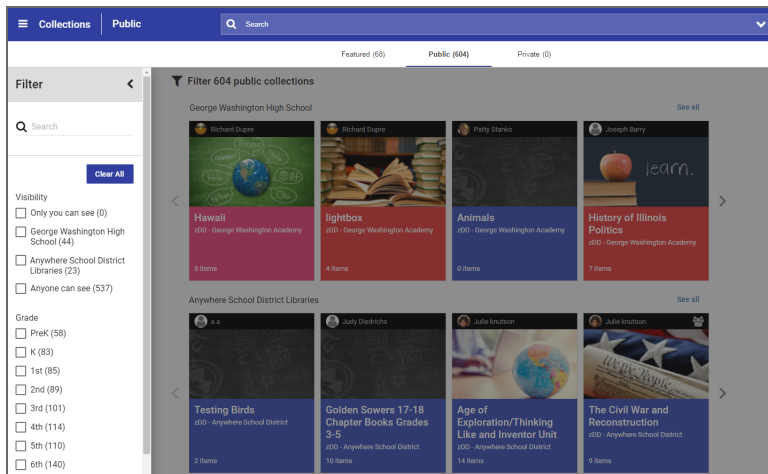 Collections
Public
Search
Featured (68)
Public (604)
Private (0)
Filter
Search
Clear All
Visibility
Only you can see (0)
George Washington High
School (44)
Anywhere School District
Libraries (23)
Anyone can see (537)
Grade
PreK (58)
K (83)
1st (85)
2nd (89)
3rd (101)
4th (114)
5th (110)
6th (140)
Filter 604 public collections
George Washington High School
See all
Richard Dupre
Hawaii
zDD - George Washington Academy
5 items
Richard Dupre
lightbox
zDD - George Washington Academy
4 items
Patty Stanko
Animals
zDD - George Washington Academy
0 items
Joseph Barry
learn.
History of Illinois
Politics
zDD - George Washington Academy
7 items
Anywhere School District Libraries
See all
a a
Testing Birds
zDD - Anywhere School District
2 items
Judy Diedrichs
Golden Sowers 17-18
Chapter Books Grades
3-5
zDD - Anywhere School District
10 items
Julie knutson
Age of
Exploration/Thinking
Like and Inventor Unit
zDD - Anywhere School District
14 items
Julie knutson
We the People
The Civil War and
Reconstruction
zDD - Anywhere School District
9 items